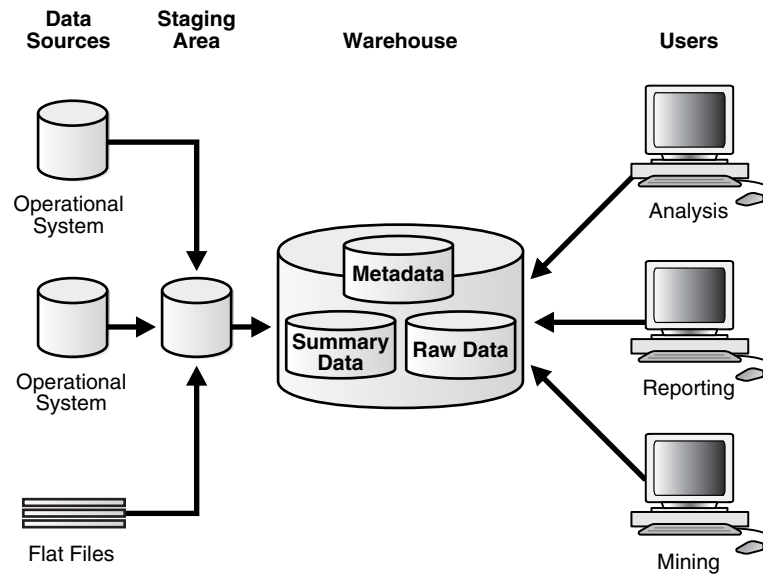 Data
Sources
Staging
Area
Warehouse
Users
Operational
System
Analysis
Metadata
Summary
Data
Raw Data
Operational
System
Reporting
Flat Files
Mining